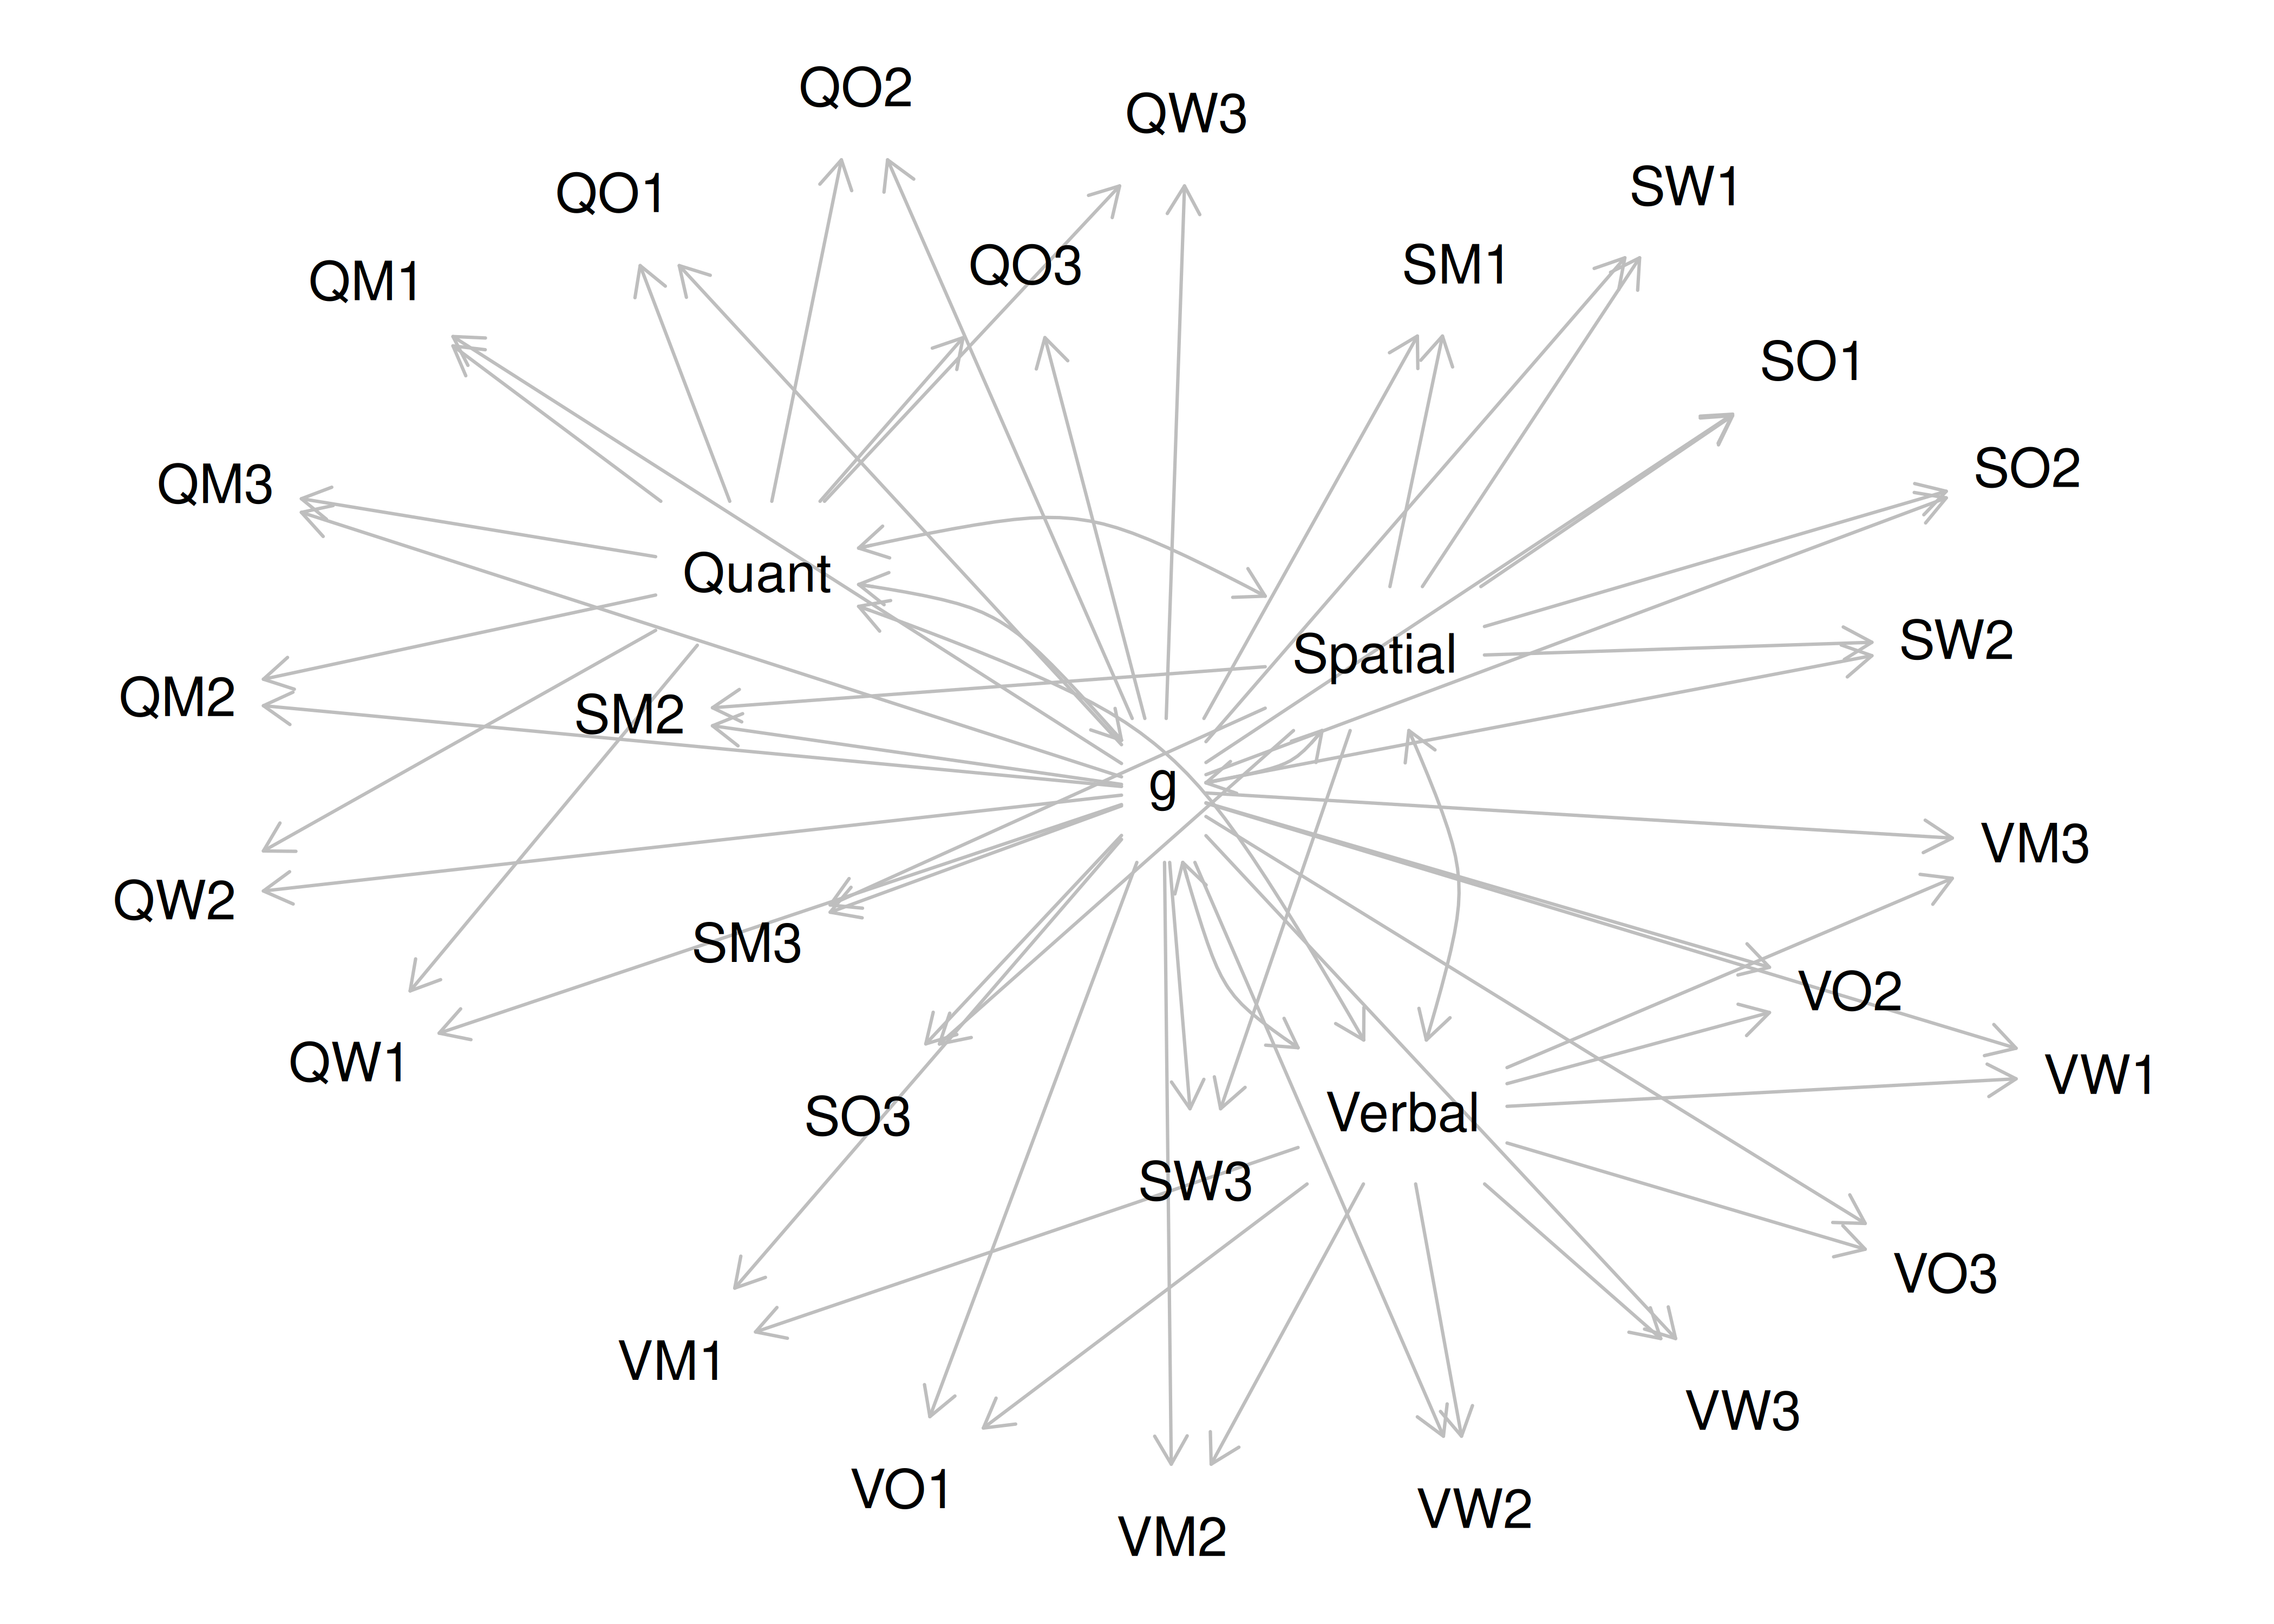 QO2
QW3
SW1
QO1
QO3
SM1
QM1
SO1
SO2
QM3
Quant
SW2
Spatial
QM2
SM2
g
VM3
QW2
SM3
VO2
QW1
VW1
SO3
Verbal
SW3
VO3
VM1
VW3
VO1
VW2
VM2